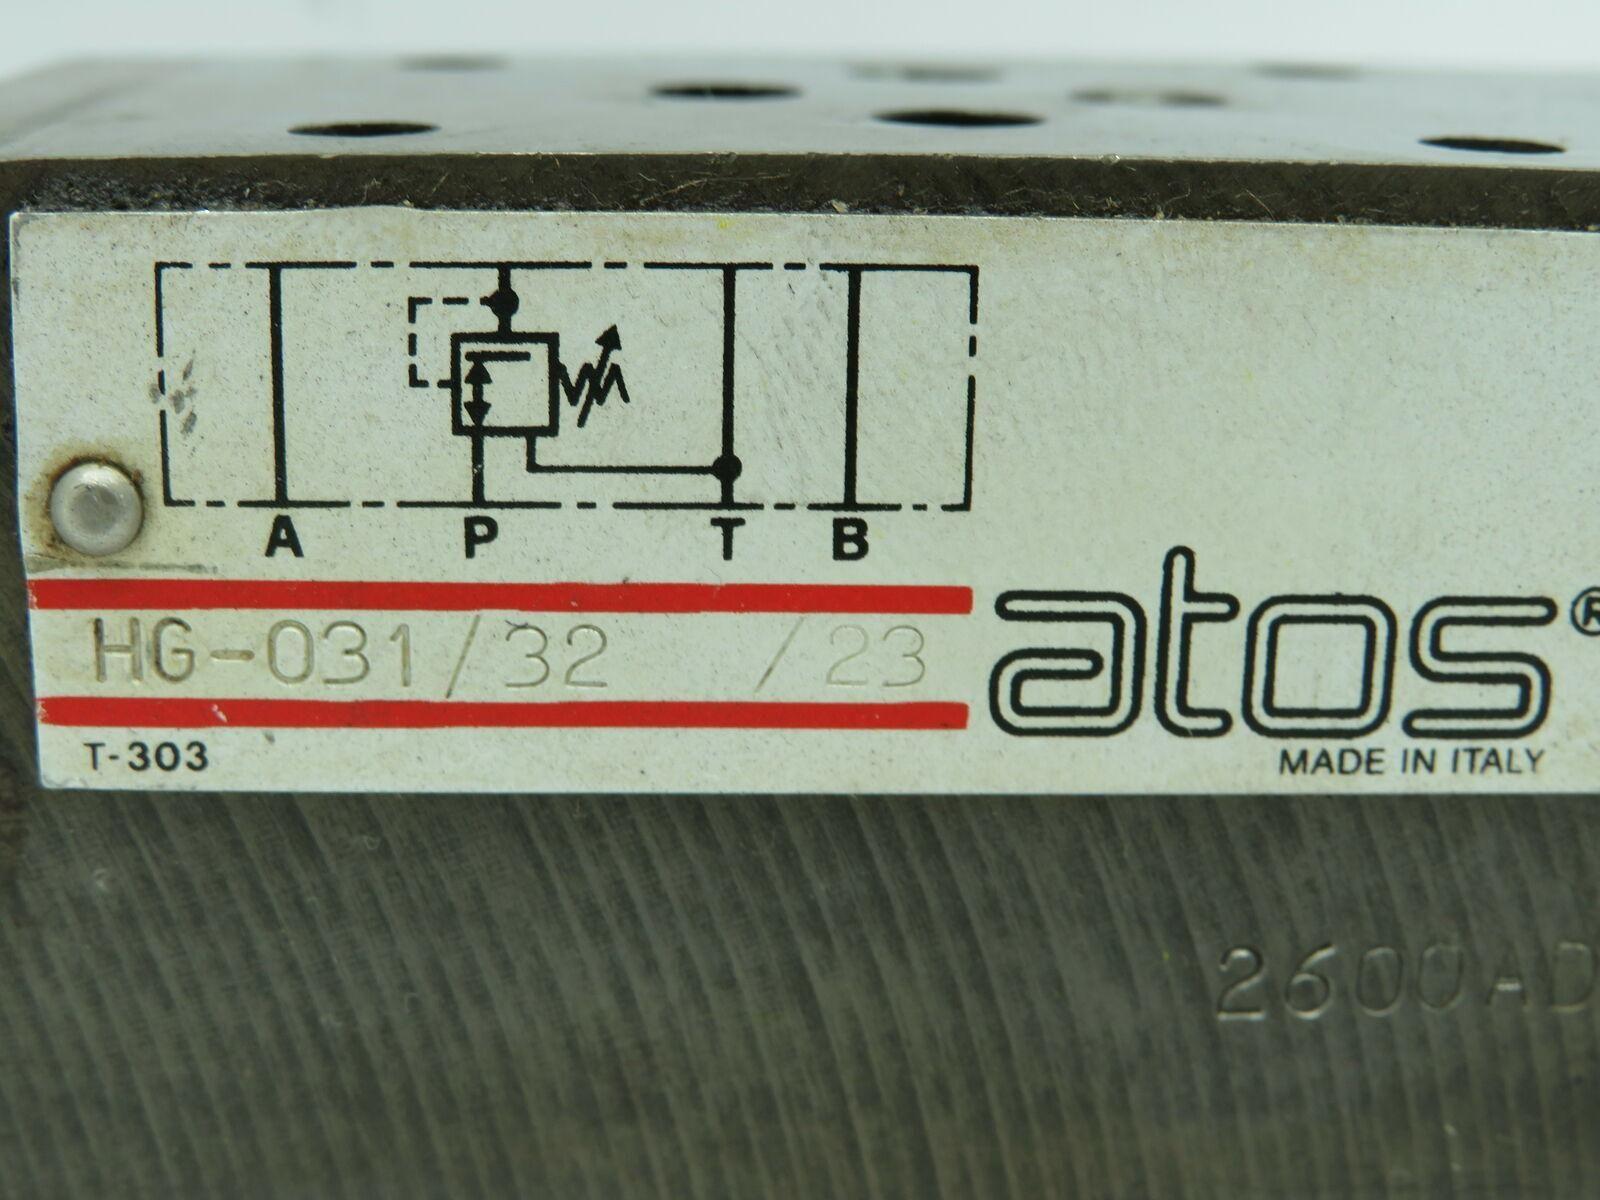 A P T B
HG-031/32 /23
atos®
MADE IN ITALY
T-303
2600AD